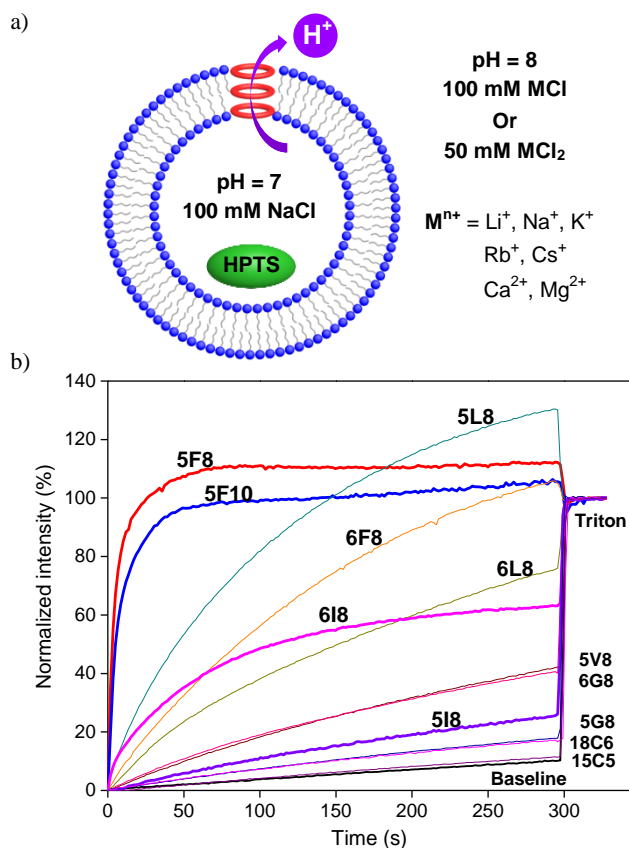 a)
H⁺
pH = 8
100 mM MCl
Or
50 mM MCl₂
pH = 7
100 mM NaCl
HPTS
Mⁿ⁺ = Li⁺, Na⁺, K⁺
Rb⁺, Cs⁺
Ca²⁺, Mg²⁺
b)
140
120
100
80
60
40
20
0
Normalized intensity (%)
5L8
5F8
5F10
6F8
Triton
6L8
6I8
5V8
6G8
5I8
5G8
18C6
15C5
Baseline
0 50 100 150 200 250 300
Time (s)